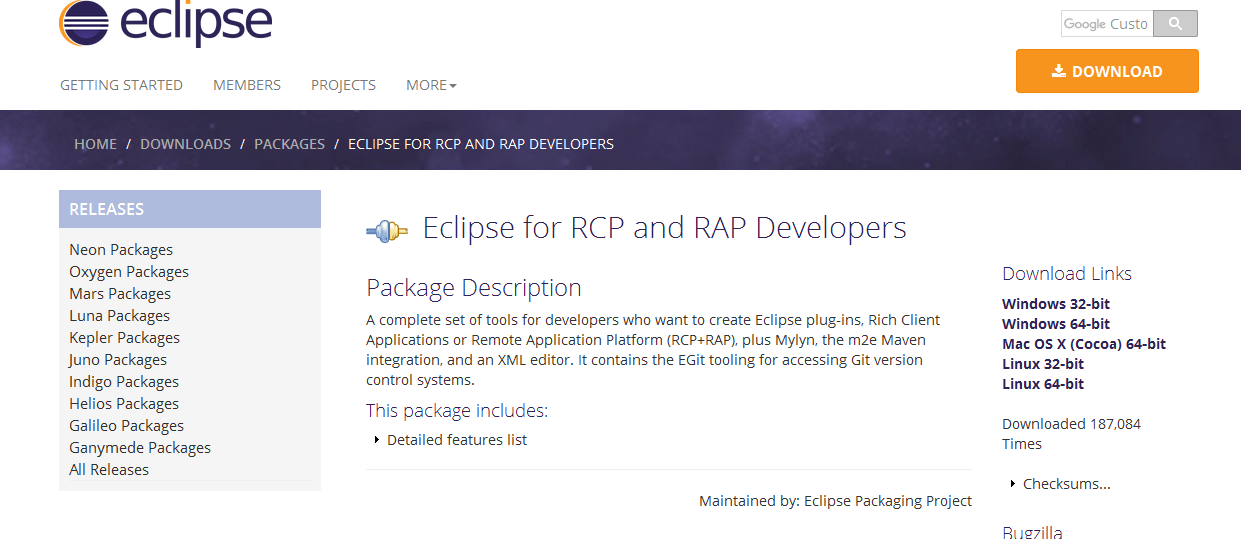 eclipse
Google Custo
DOWNLOAD
GETTING STARTED MEMBERS PROJECTS MORE
HOME / DOWNLOADS / PACKAGES / ECLIPSE FOR RCP AND RAP DEVELOPERS
RELEASES
Neon Packages
Oxygen Packages
Mars Packages
Luna Packages
Kepler Packages
Juno Packages
Indigo Packages
Helios Packages
Galileo Packages
Ganymede Packages
All Releases
Eclipse for RCP and RAP Developers
Package Description
A complete set of tools for developers who want to create Eclipse plug-ins, Rich Client
Applications or Remote Application Platform (RCP+RAP), plus Mylyn, the m2e Maven
integration, and an XML editor. It contains the EGit tooling for accessing Git version
control systems.
This package includes:
Detailed features list
Maintained by: Eclipse Packaging Project
Download Links
Windows 32-bit
Windows 64-bit
Mac OS X (Cocoa) 64-bit
Linux 32-bit
Linux 64-bit
Downloaded 187,084
Times
Checksums...
Bugzilla